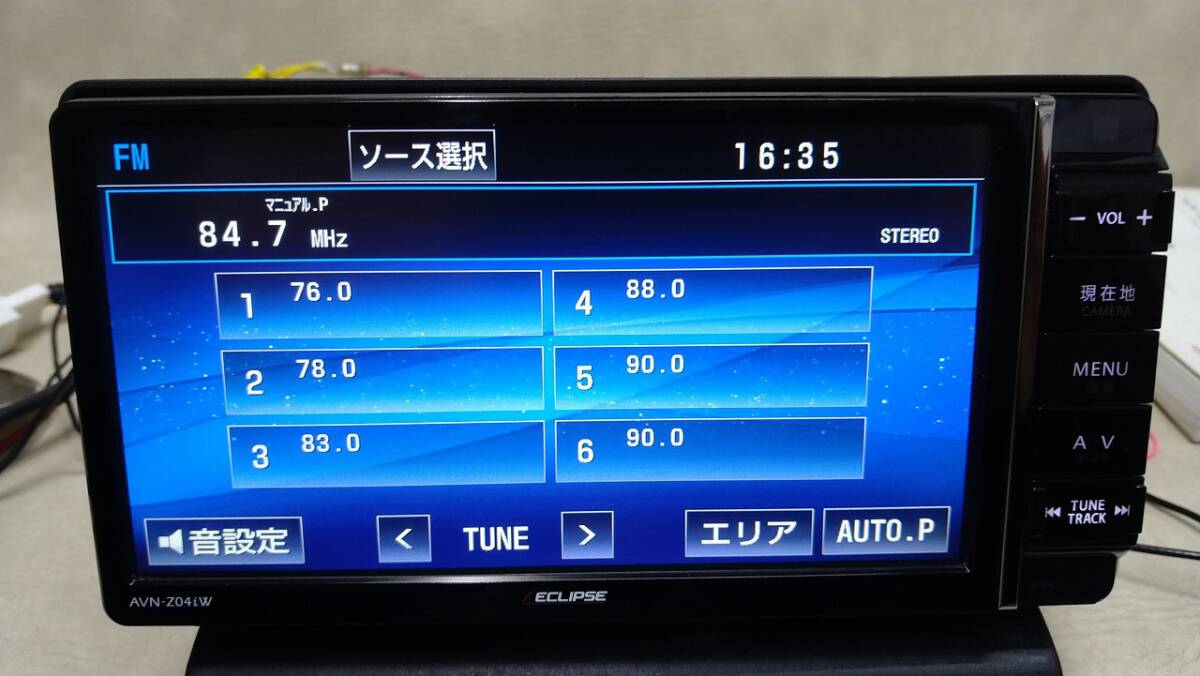 FM ソース選択 16:35
マニュアル.P
84.7 MHz STEREO
1 76.0
2 78.0
3 83.0
4 88.0
5 90.0
6 90.0
音設定 < TUNE > エリア AUTO.P
AVN-Z04iW ECLIPSE
− VOL +
現在地
CAMERA
MENU
AV
TUNE
TRACK